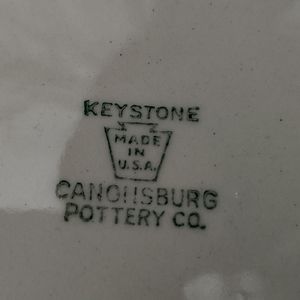 KEYSTONE
MADE
IN
U.S.A.
CANONSBURG
POTTERY CO.